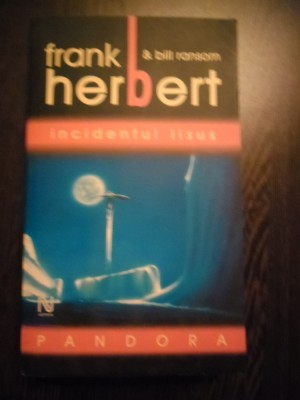 frank
& bill ransom
herbert
incidentul iisus
N
PANDORA